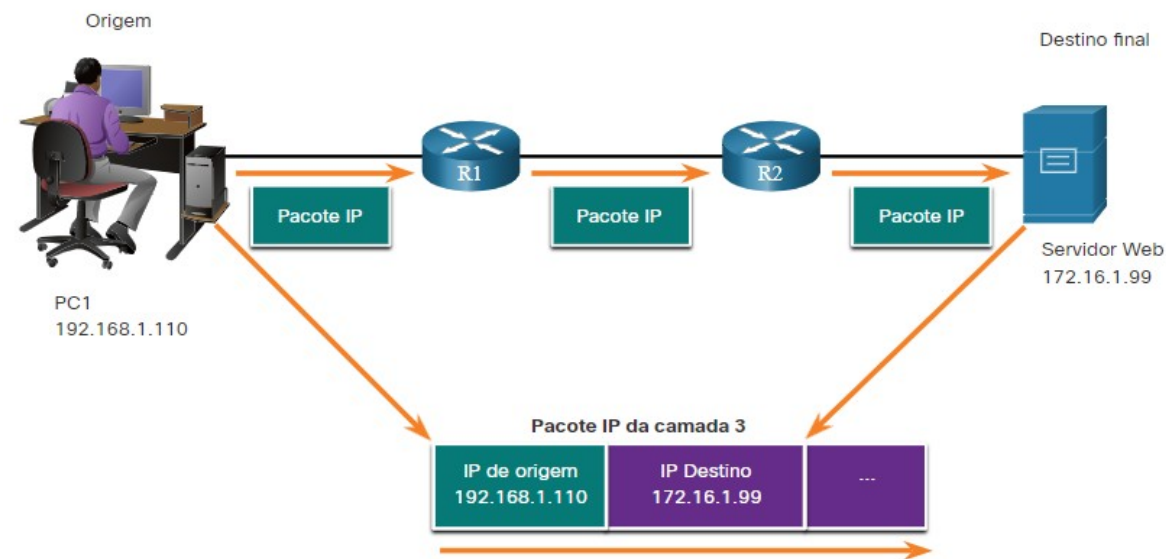 Origem
Destino final
R1
R2
Pacote IP
Pacote IP
Pacote IP
Servidor Web
172.16.1.99
PC1
192.168.1.110
Pacote IP da camada 3
IP de origem
192.168.1.110
IP Destino
172.16.1.99
...